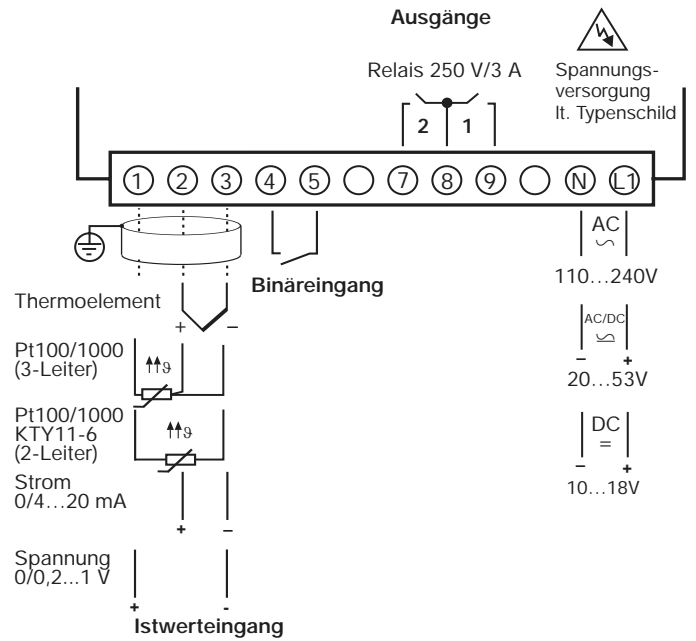 Ausgänge
Relais 250 V/3 A
Spannungs-
versorgung
lt. Typenschild
2 1
1 2 3 4 5 7 8 9 N L1
AC
110...240V
Binäreingang
Thermoelement
+ –
AC/DC
– +
20...53V
Pt100/1000
(3-Leiter)
ϑ
Pt100/1000
KTY11-6
(2-Leiter)
ϑ
DC
=
– +
10...18V
Strom
0/4...20 mA
+ –
Spannung
0/0,2...1 V
+ -
Istwerteingang